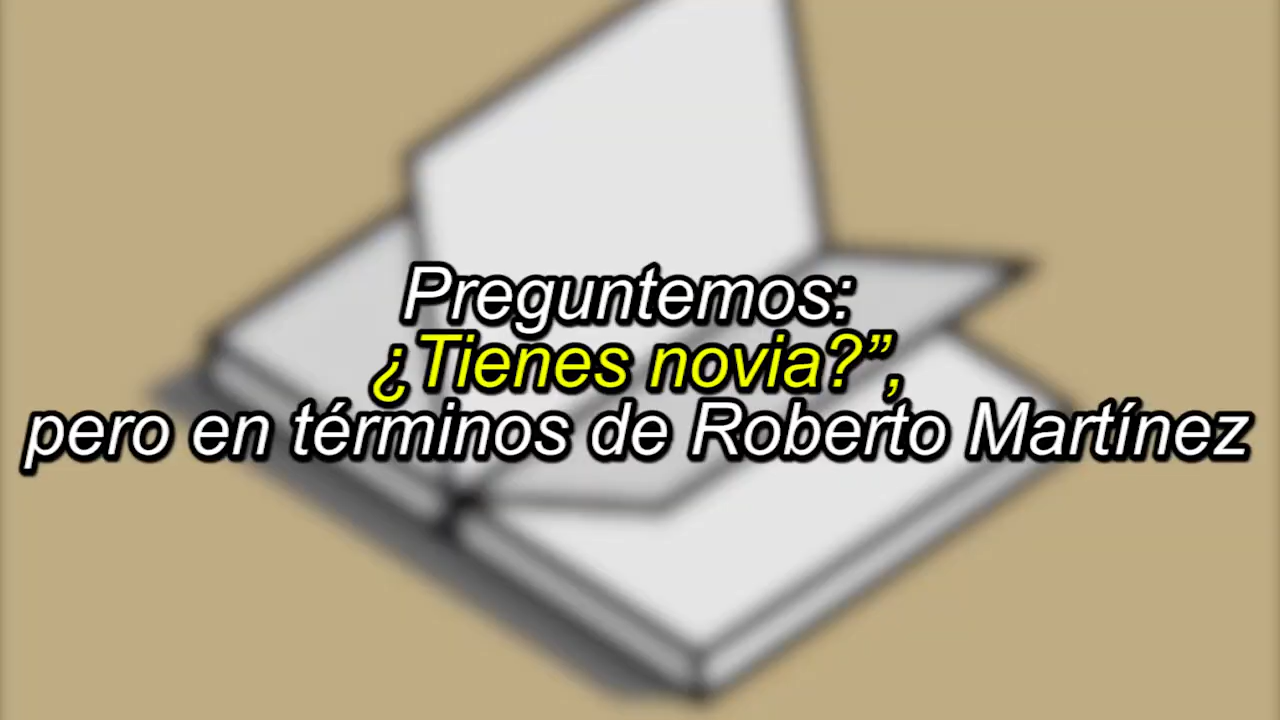 Preguntemos:
¿Tienes novia?”,
pero en términos de Roberto Martínez